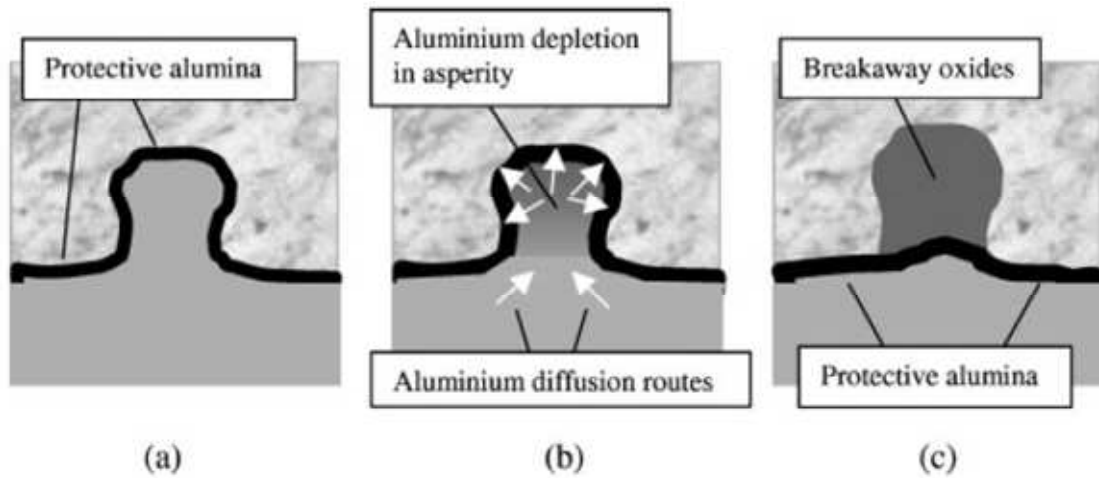 Protective alumina
Aluminium depletion
in asperity
Breakaway oxides
Aluminium diffusion routes
Protective alumina
(a)
(b)
(c)